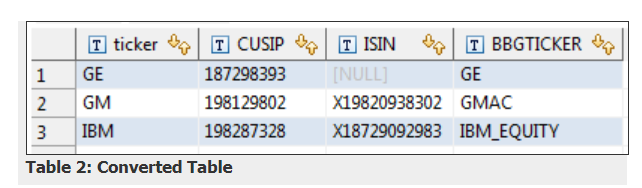 ticker CUSIP ISIN BBGTICKER
1 GE 187298393 [NULL] GE
2 GM 198129802 X19820938302 GMAC
3 IBM 198287328 X18729092983 IBM_EQUITY
Table 2: Converted Table